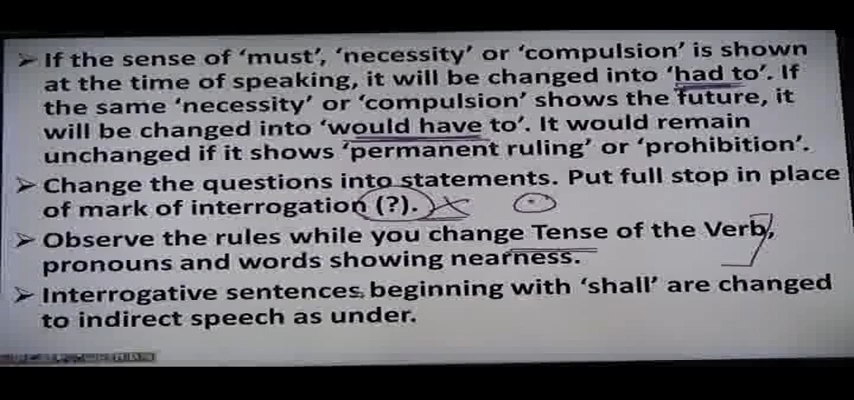 ➢ If the sense of ‘must’, ‘necessity’ or ‘compulsion’ is shown
at the time of speaking, it will be changed into ‘had to’. If
the same ‘necessity’ or ‘compulsion’ shows the future, it
will be changed into ‘would have to’. It would remain
unchanged if it shows ‘permanent ruling’ or ‘prohibition’.
➢ Change the questions into statements. Put full stop in place
of mark of interrogation (?).
➢ Observe the rules while you change Tense of the Verb,
pronouns and words showing nearness.
➢ Interrogative sentences beginning with ‘shall’ are changed
to indirect speech as under.